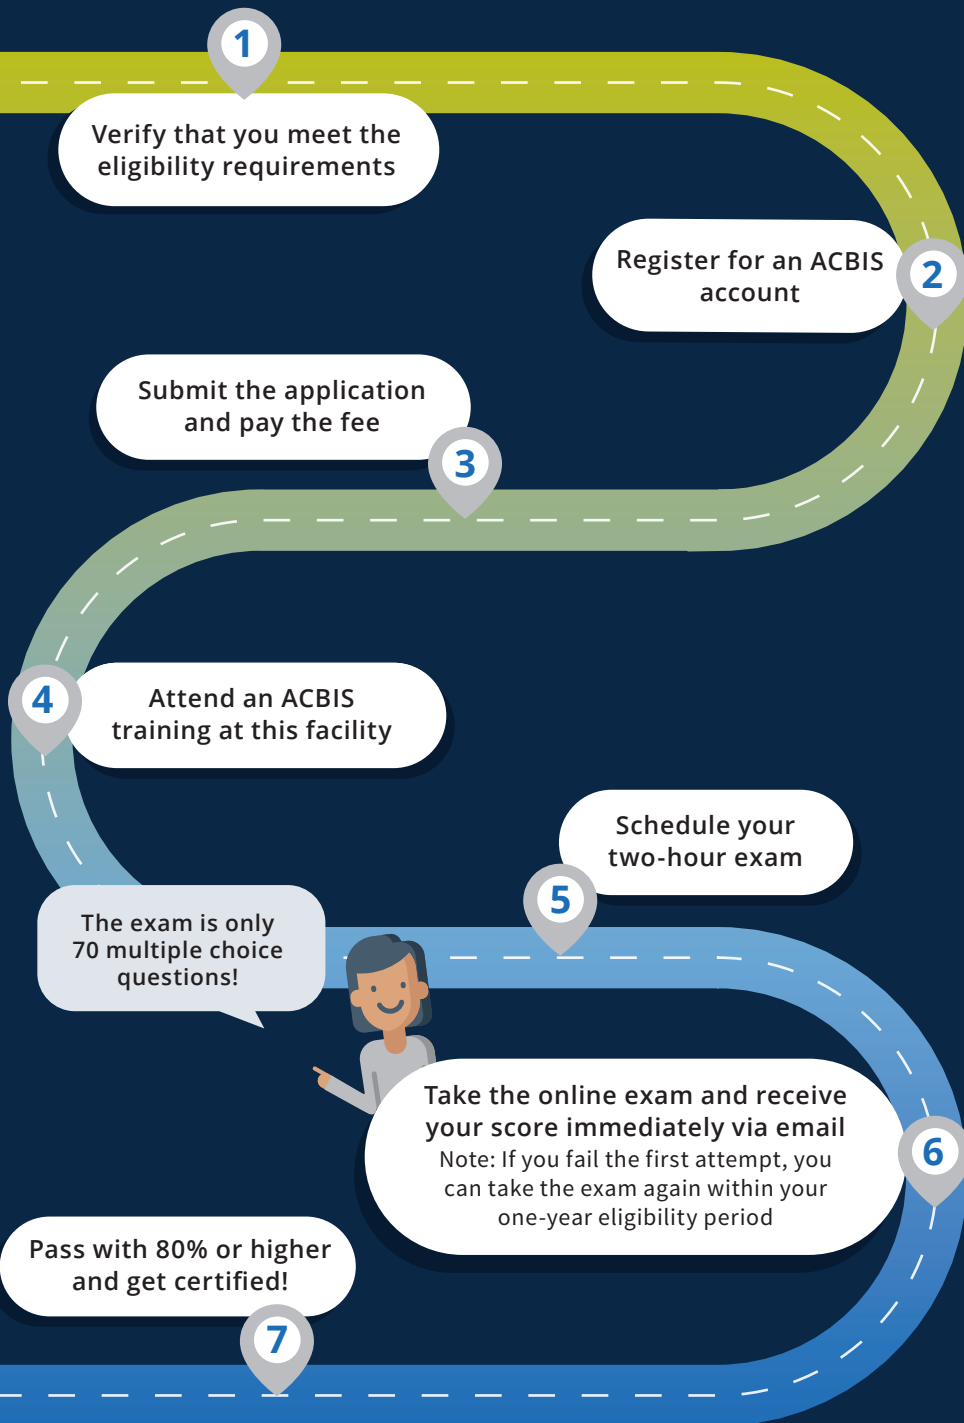 1
Verify that you meet the
eligibility requirements
2
Register for an ACBIS
account
3
Submit the application
and pay the fee
4
Attend an ACBIS
training at this facility
5
Schedule your
two-hour exam
The exam is only
70 multiple choice
questions!
6
Take the online exam and receive
your score immediately via email
Note: If you fail the first attempt, you
can take the exam again within your
one-year eligibility period
7
Pass with 80% or higher
and get certified!